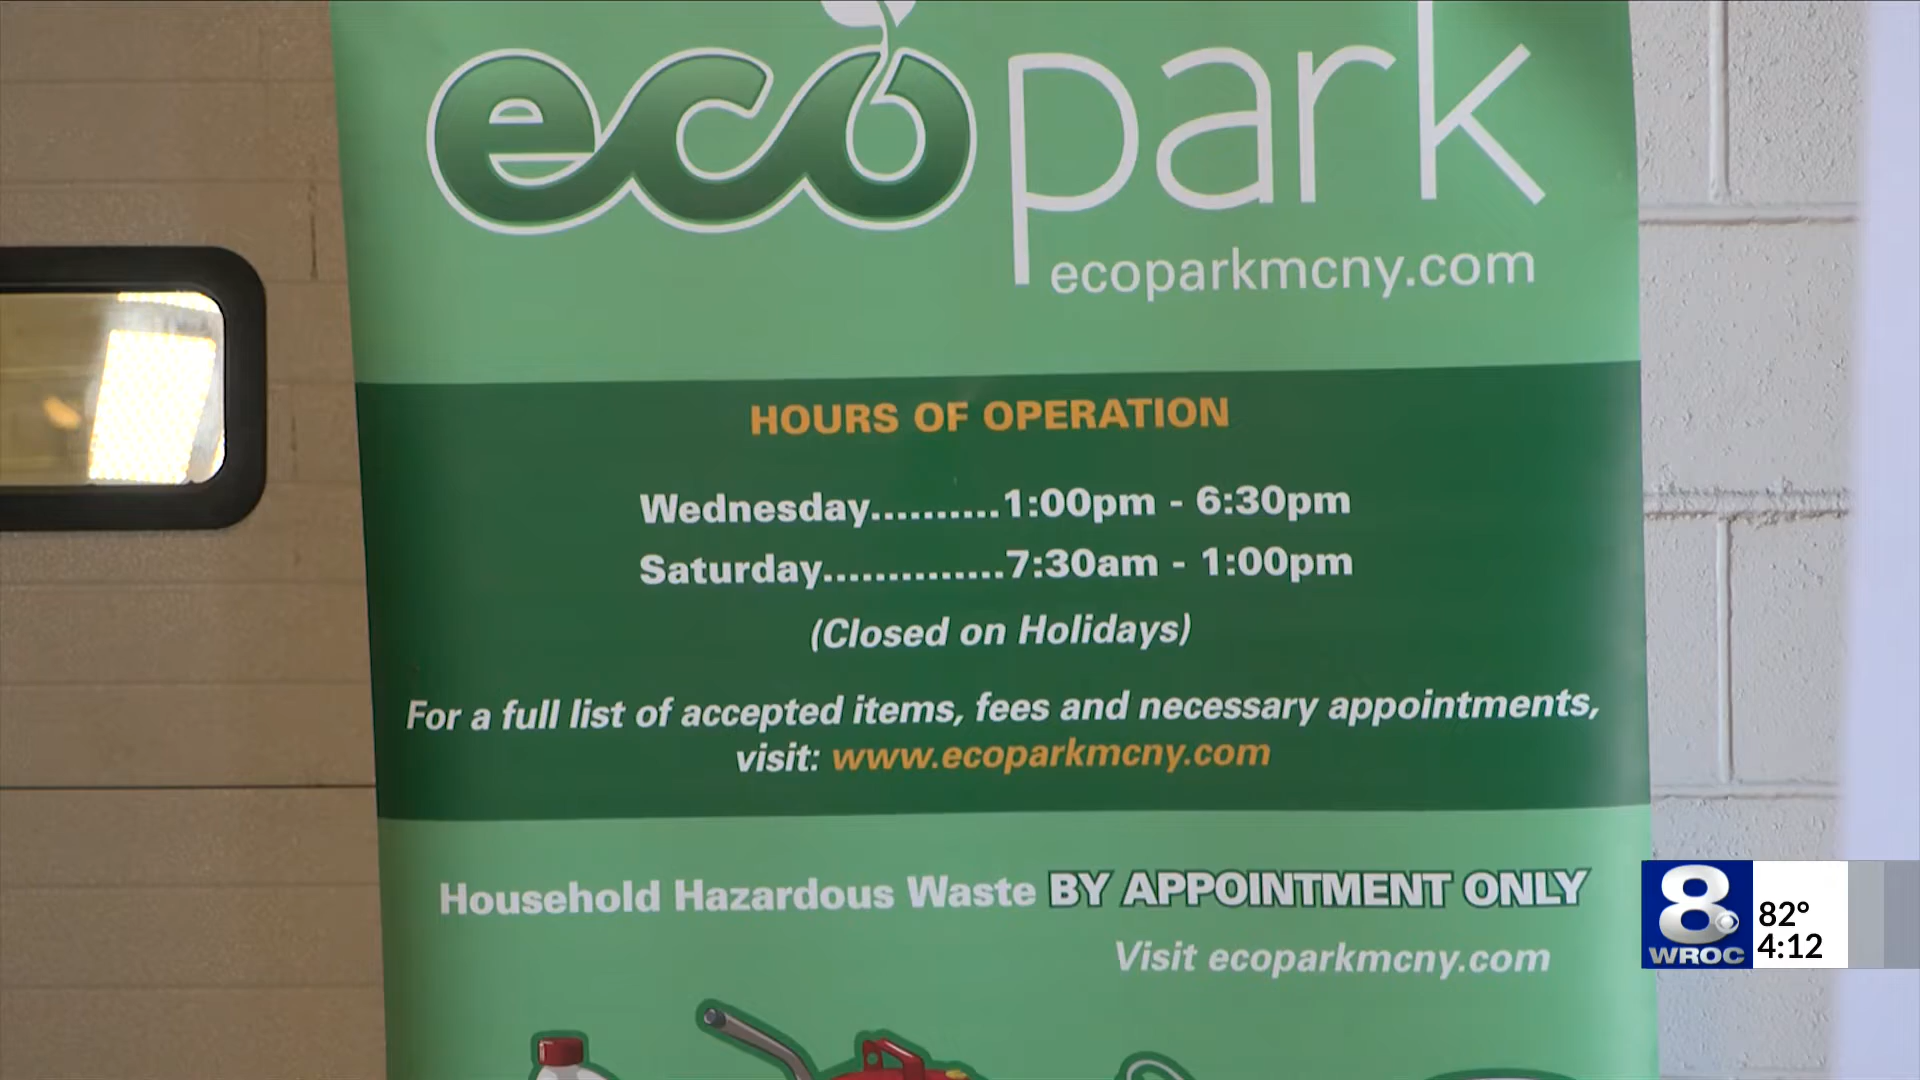 ecopark
ecoparkmcny.com
HOURS OF OPERATION
Wednesday..........1:00pm - 6:30pm
Saturday..............7:30am - 1:00pm
(Closed on Holidays)
For a full list of accepted items, fees and necessary appointments,
visit: www.ecoparkmcny.com
Household Hazardous Waste BY APPOINTMENT ONLY
Visit ecoparkmcny.com
8
WROC
82°
4:12